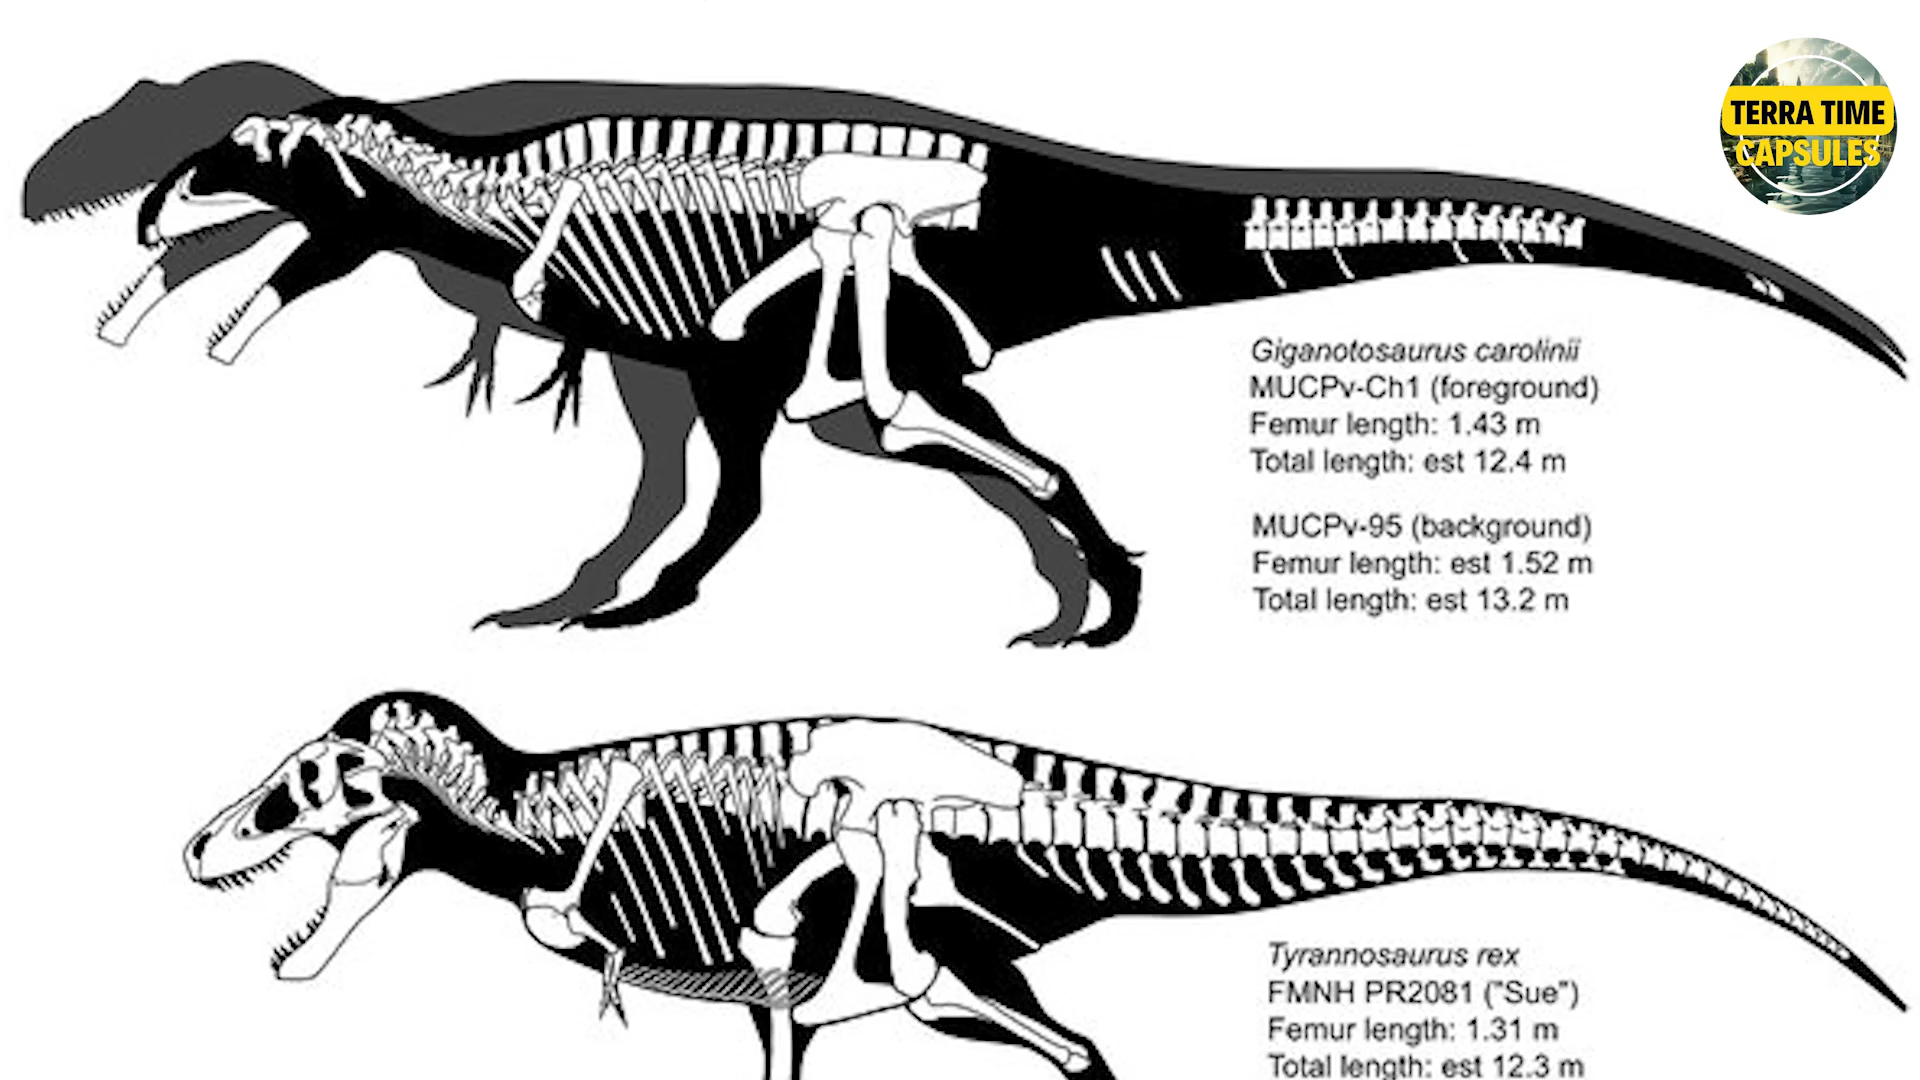 TERRA TIME
CAPSULES
Giganotosaurus carolinii
MUCPv-Ch1 (foreground)
Femur length: 1.43 m
Total length: est 12.4 m
MUCPv-95 (background)
Femur length: est 1.52 m
Total length: est 13.2 m
Tyrannosaurus rex
FMNH PR2081 ("Sue")
Femur length: 1.31 m
Total length: est 12.3 m